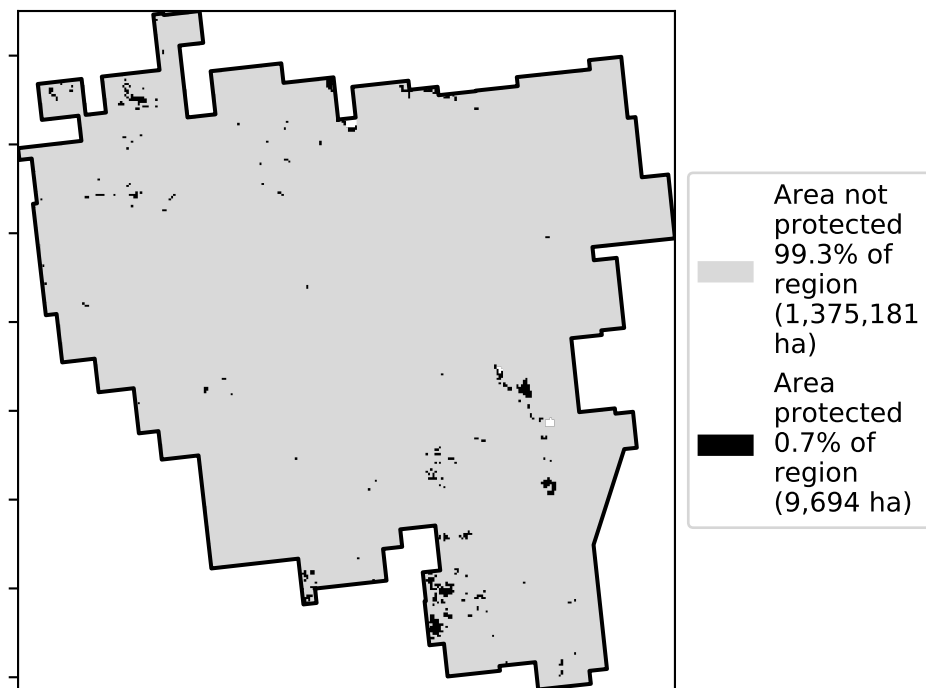 Area not
protected
99.3% of
region
(1,375,181
ha)
Area
protected
0.7% of
region
(9,694 ha)